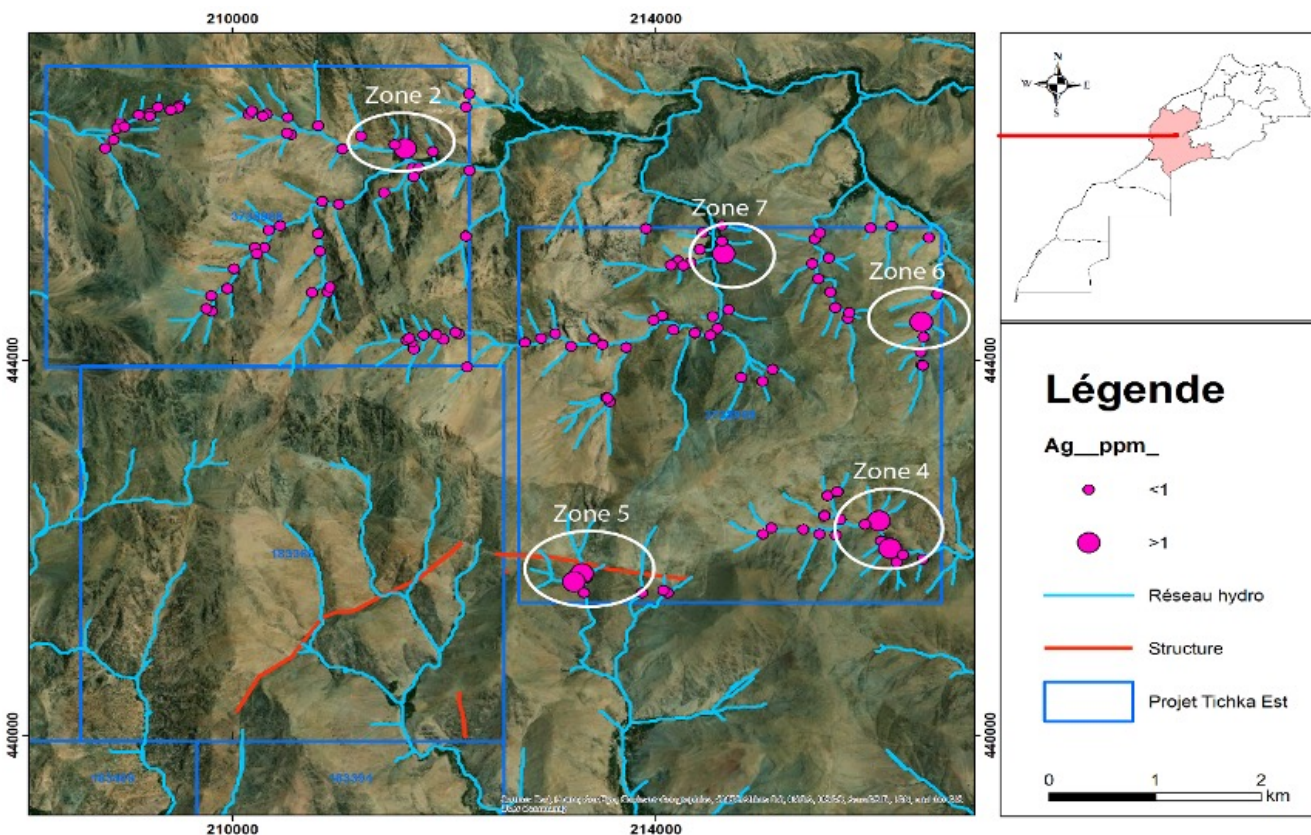 210000
214000
Zone 2
Zone 7
Zone 6
444000
444000
Zone 4
Zone 5
440000
440000
210000
214000
N
W
E
S
Légende
Ag__ppm_
<1
>1
Réseau hydro
Structure
Projet Tichka Est
0
1
2
km